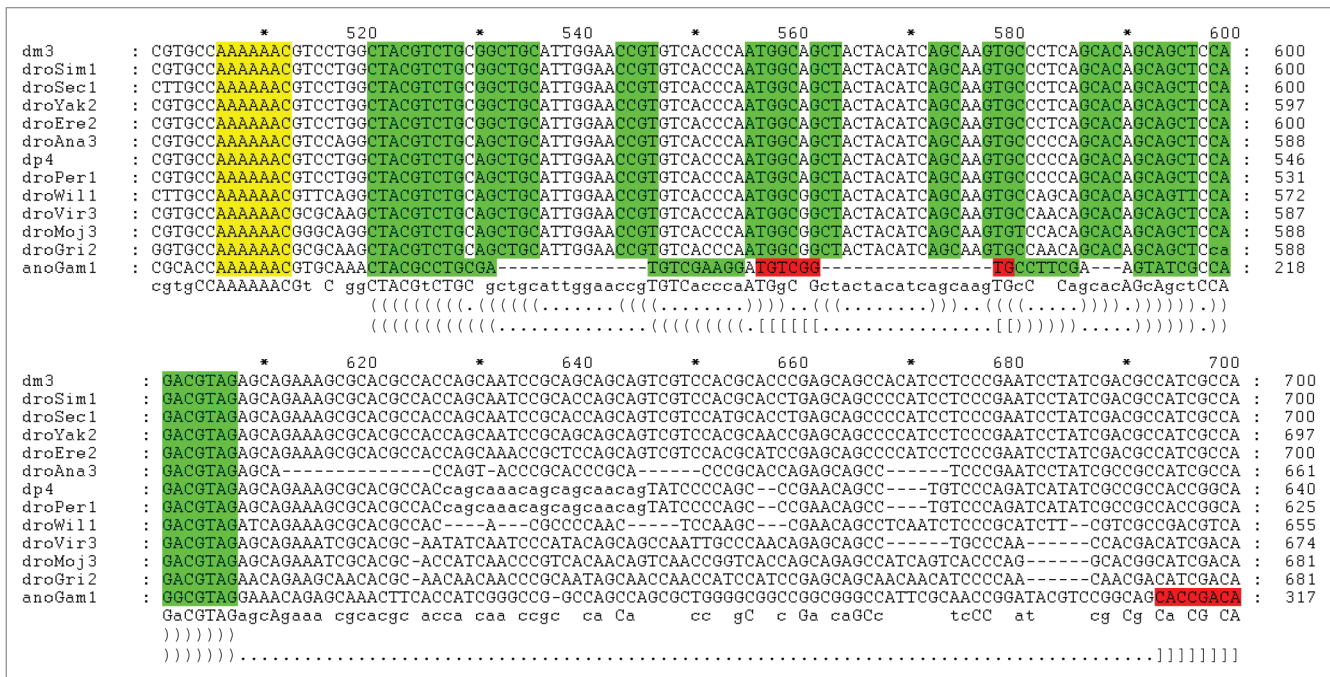 * 520 * 540 * 560 * 580 * 600
dm3 : CGTGCCAAAAAACGTCCTGGCTACGTCTGCGGCTGCATTGGAACCGTGTCACCCAATGGCAGCTACTACATCAGCAAGTGCCCTCAGCACAGCAGCTCCA : 600
droSim1 : CGTGCCAAAAAACGTCCTGGCTACGTCTGCGGCTGCATTGGAACCGTGTCACCCAATGGCAGCTACTACATCAGCAAGTGCCCTCAGCACAGCAGCTCCA : 600
droSec1 : CTTGCCAAAAAACGTCCTGGCTACGTCTGCGGCTGCATTGGAACCGTGTCACCCAATGGCAGCTACTACATCAGCAAGTGCCCTCAGCACAGCAGCTCCA : 600
droYak2 : CGTGCCAAAAAACGTCCTGGCTACGTCTGCGGCTGCATTGGAACCGTGTCACCCAATGGCAGCTACTACATCAGCAAGTGCCCTCAGCACAGCAGCTCCA : 597
droEre2 : CGTGCCAAAAAACGTCCTGGCTACGTCTGCGGCTGCATTGGAACCGTGTCACCCAATGGCAGCTACTACATCAGCAAGTGCCCTCAGCACAGCAGCTCCA : 600
droAna3 : CGTGCCAAAAAACGTCCAGGCTACGTCTGCAGCTGCATTGGAACCGTGTCACCCAATGGCAGCTACTACATCAGCAAGTGCCCCCAGCACAGCAGCTCCA : 588
dp4 : CGTGCCAAAAAACGTCCTGGCTACGTCTGCAGCTGCATTGGAACCGTGTCACCCAATGGCAGCTACTACATCAGCAAGTGCCCCCAGCACAGCAGCTCCA : 546
droPer1 : CGTGCCAAAAAACGTCCTGGCTACGTCTGCAGCTGCATTGGAACCGTGTCACCCAATGGCAGCTACTACATCAGCAAGTGCCCCCAGCACAGCAGCTCCA : 531
droWil1 : CTTGCCAAAAAACGTTCAGGCTACGTCTGCAGCTGCATTGGAACCGTGTCACCCAATGGCGGCTACTACATCAGCAAGTGCCAGCAGCACAGCAGTTCCA : 572
droVir3 : CGTGCCAAAAAACGCGCAAGCTACGTCTGCAGCTGCATTGGAACCGTGTCACCCAATGGCGGCTACTACATCAGCAAGTGCCAACAGCACAGCAGCTCCA : 587
droMoj3 : CGTGCCAAAAAACGGGCAGGCTACGTCTGCAGCTGCATTGGAACCGTGTCACCCAATGGCGGCTACTACATCAGCAAGTGTCCACAGCACAGCAGCTCCA : 588
droGri2 : GGTGCCAAAAAACGCGCAAGCTACGTCTGCAGCTGCATTGGAACCGTGTCACCCAATGGCGGCTACTACATCAGCAAGTGCCAACAGCACAGCAGCTCca : 588
anoGam1 : CGCACCAAAAAACGTGCAAACTACGCCTGCGA--------------TGTCGAAGGATGTCGG----------------TGCCTTCGA---AGTATCGCCA : 218
cgtgccAAAAAACGt C ggCTACGtCTGC gctgcattggaaccgTGTCAcccaATGgC GctactacatcagcaagTGcC CagcacAgCAgctCCA
* 620 * 640 * 660 * 680 * 700
dm3 : GACGTAGAGCAGAAAGCGCACGCCACCAGCAATCCGCAGCAGCAGTCGTCCACGCACCCGAGCAGCCACATCCTCCCGAATCCTATCGACGCCATCGCCA : 700
droSim1 : GACGTAGAGCAGAAAGCGCACGCCACCAGCAATCCGCACCAGCAGTCGTCCACGCACCTGAGCAGCCCCATCCTCCCGAATCCTATCGACGCCATCGCCA : 700
droSec1 : GACGTAGAGCAGAAAGCGCACGCCACCAGCAATCCGCACCAGCAGTCGTCCATGCACCTGAGCAGCCCCATCCTCCCGAATCCTATCGACGCCATCGCCA : 700
droYak2 : GACGTAGAGCAGAAAGCGCACGCCACCAGCAATCCGCAGCAGCAGTCGTCCACGCAACCGAGCAGCCCCATCCTCCCGAATCCTATCGACGCCATCGCCA : 697
droEre2 : GACGTAGAGCAGAAAGCGCACGCCACCAGCAAACCGCTCCAGCAGTCGTCCACGCATCCGAGCAGCCCCATCCTCCCGAATCCTATCGACGCCATCGCCA : 700
droAna3 : GACGTAGAGCA--------------CCAGT-ACCCGCACCCGCA------CCCGCACCAGAGCAGCC------TCCCGAATCCTATCGCCGCCATCGCCA : 661
dp4 : GACGTAGAGCAGAAAGCGCACGCCACcagcaaacagcagcaacagTATCCCCAGC--CCGAACAGCC----TGTCCCAGATCATATCGCCGCCACCGGCA : 640
droPer1 : GACGTAGAGCAGAAAGCGCACGCCACcagcaaacagcagcaacagTATCCCCAGC--CCGAACAGCC----TGTCCCAGATCATATCGCCGCCACCGGCA : 625
droWil1 : GACGTAGATCAGAAAGCGCACGCCAC----A--CGCCCCAAC-----TCCAAGC---CGAACAGCCTCAATCTCCCGCATCTT--CGTCGCCGACGTCA : 655
droVir3 : GACGTAGAGCAGAAATCGCACGC-AATATCAATCCCATACAGCAGCCAATTGCCCAACAGAGCAGCC------TGCCCAA------CCACGACATCGACA : 674
droMoj3 : GACGTAGAGCAGAAATCGCACGC-ACCATCAACCCGTCACAACAGTCAACCGGTCACCAGCAGAGCCATCAGTCACCCAG------GCACGGCATCGACA : 681
droGri2 : GACGTAGAACAGAAGCAACACGC-AACAACAACCCGCAATAGCAACCAACCATCCATCCGAGCAGCAACAACATCCCCAA------CAACGACATCGACA : 681
anoGam1 : GGCGTAGGAAACAGAGCAAACTTCACCATCGGGCCG-GCCAGCCAGCGCTGGGGCGGCCGGCGGGCCATTCGCAACCGGATACGTCCGGCAGCACCGACA : 317
GaCGTAGagcAgaaa cgcacgc accacaa ccgc ca Ca cc gC c Ga cagCc tcCC at cg Cg Ca CG CA
)))))))
))))))).....................................................................................]]]]]]]]